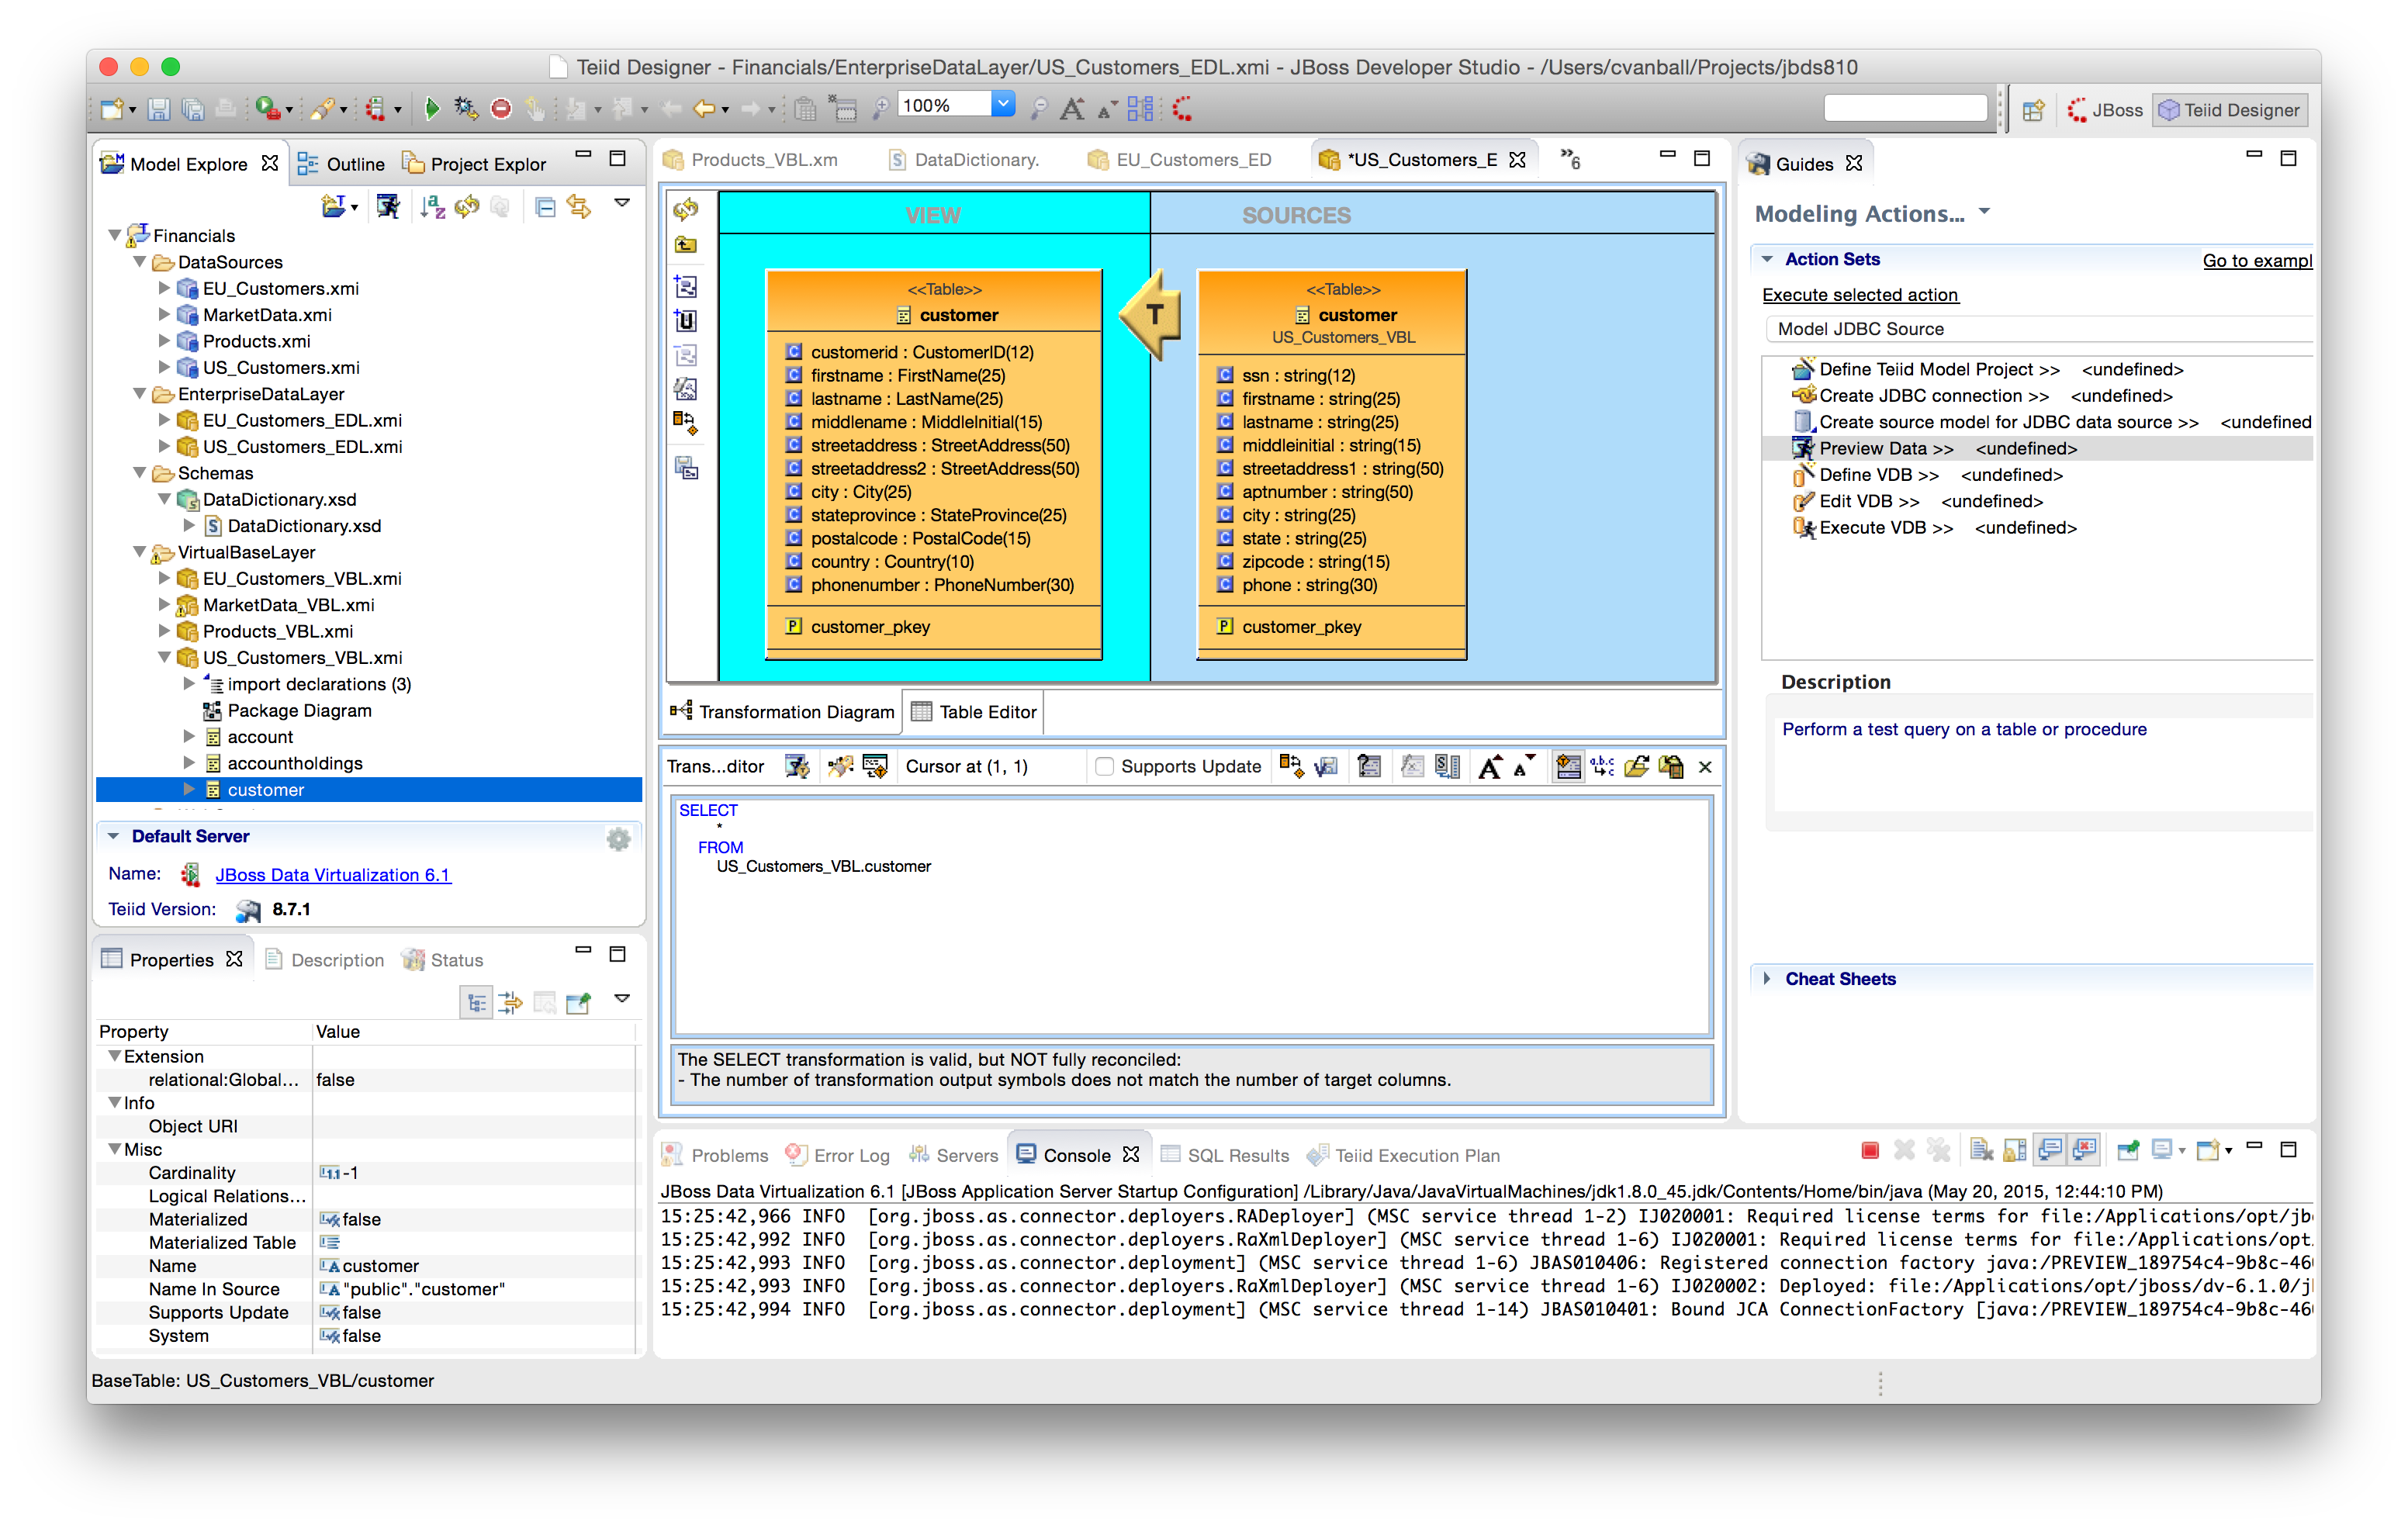 Teiid Designer - Financials/EnterpriseDataLayer/US_Customers_EDL.xmi - JBoss Developer Studio - /Users/cvanball/Projects/jbds810
100%
JBoss
Teiid Designer
Model Explore
Outline
Project Explor
Financials
DataSources
EU_Customers.xmi
MarketData.xmi
Products.xmi
US_Customers.xmi
EnterpriseDataLayer
EU_Customers_EDL.xmi
US_Customers_EDL.xmi
Schemas
DataDictionary.xsd
DataDictionary.xsd
VirtualBaseLayer
EU_Customers_VBL.xmi
MarketData_VBL.xmi
Products_VBL.xmi
US_Customers_VBL.xmi
import declarations (3)
Package Diagram
account
accountholdings
customer
Default Server
Name: JBoss Data Virtualization 6.1
Teiid Version: 8.7.1
Properties
Description
Status
Property Value
Extension
relational:Global... false
Info
Object URI
Misc
Cardinality -1
Logical Relations...
Materialized false
Materialized Table
Name customer
Name In Source "public"."customer"
Supports Update false
System false
BaseTable: US_Customers_VBL/customer
Products_VBL.xm
DataDictionary.
EU_Customers_ED
*US_Customers_E
»6
VIEW
SOURCES
<<Table>>
customer
customerid : CustomerID(12)
firstname : FirstName(25)
lastname : LastName(25)
middlename : MiddleInitial(15)
streetaddress : StreetAddress(50)
streetaddress2 : StreetAddress(50)
city : City(25)
stateprovince : StateProvince(25)
postalcode : PostalCode(15)
country : Country(10)
phonenumber : PhoneNumber(30)
customer_pkey
T
<<Table>>
customer
US_Customers_VBL
ssn : string(12)
firstname : string(25)
lastname : string(25)
middleinitial : string(15)
streetaddress1 : string(50)
aptnumber : string(50)
city : string(25)
state : string(25)
zipcode : string(15)
phone : string(30)
customer_pkey
Transformation Diagram
Table Editor
Trans...ditor
Cursor at (1, 1)
Supports Update
SELECT
*
FROM
US_Customers_VBL.customer
The SELECT transformation is valid, but NOT fully reconciled:
- The number of transformation output symbols does not match the number of target columns.
Problems
Error Log
Servers
Console
SQL Results
Teiid Execution Plan
JBoss Data Virtualization 6.1 [JBoss Application Server Startup Configuration] /Library/Java/JavaVirtualMachines/jdk1.8.0_45.jdk/Contents/Home/bin/java (May 20, 2015, 12:44:10 PM)
15:25:42,966 INFO [org.jboss.as.connector.deployers.RADeployer] (MSC service thread 1-2) IJ020001: Required license terms for file:/Applications/opt/jb
15:25:42,992 INFO [org.jboss.as.connector.deployers.RaXmlDeployer] (MSC service thread 1-6) IJ020001: Required license terms for file:/Applications/opt
15:25:42,993 INFO [org.jboss.as.connector.deployment] (MSC service thread 1-6) JBAS010406: Registered connection factory java:/PREVIEW_189754c4-9b8c-46
15:25:42,993 INFO [org.jboss.as.connector.deployers.RaXmlDeployer] (MSC service thread 1-6) IJ020002: Deployed: file:/Applications/opt/jboss/dv-6.1.0/j
15:25:42,994 INFO [org.jboss.as.connector.deployment] (MSC service thread 1-14) JBAS010401: Bound JCA ConnectionFactory [java:/PREVIEW_189754c4-9b8c-46
Guides
Modeling Actions...
Action Sets
Go to exampl
Execute selected action
Model JDBC Source
Define Teiid Model Project >> <undefined>
Create JDBC connection >> <undefined>
Create source model for JDBC data source >> <undefined
Preview Data >> <undefined>
Define VDB >> <undefined>
Edit VDB >> <undefined>
Execute VDB >> <undefined>
Description
Perform a test query on a table or procedure
Cheat Sheets